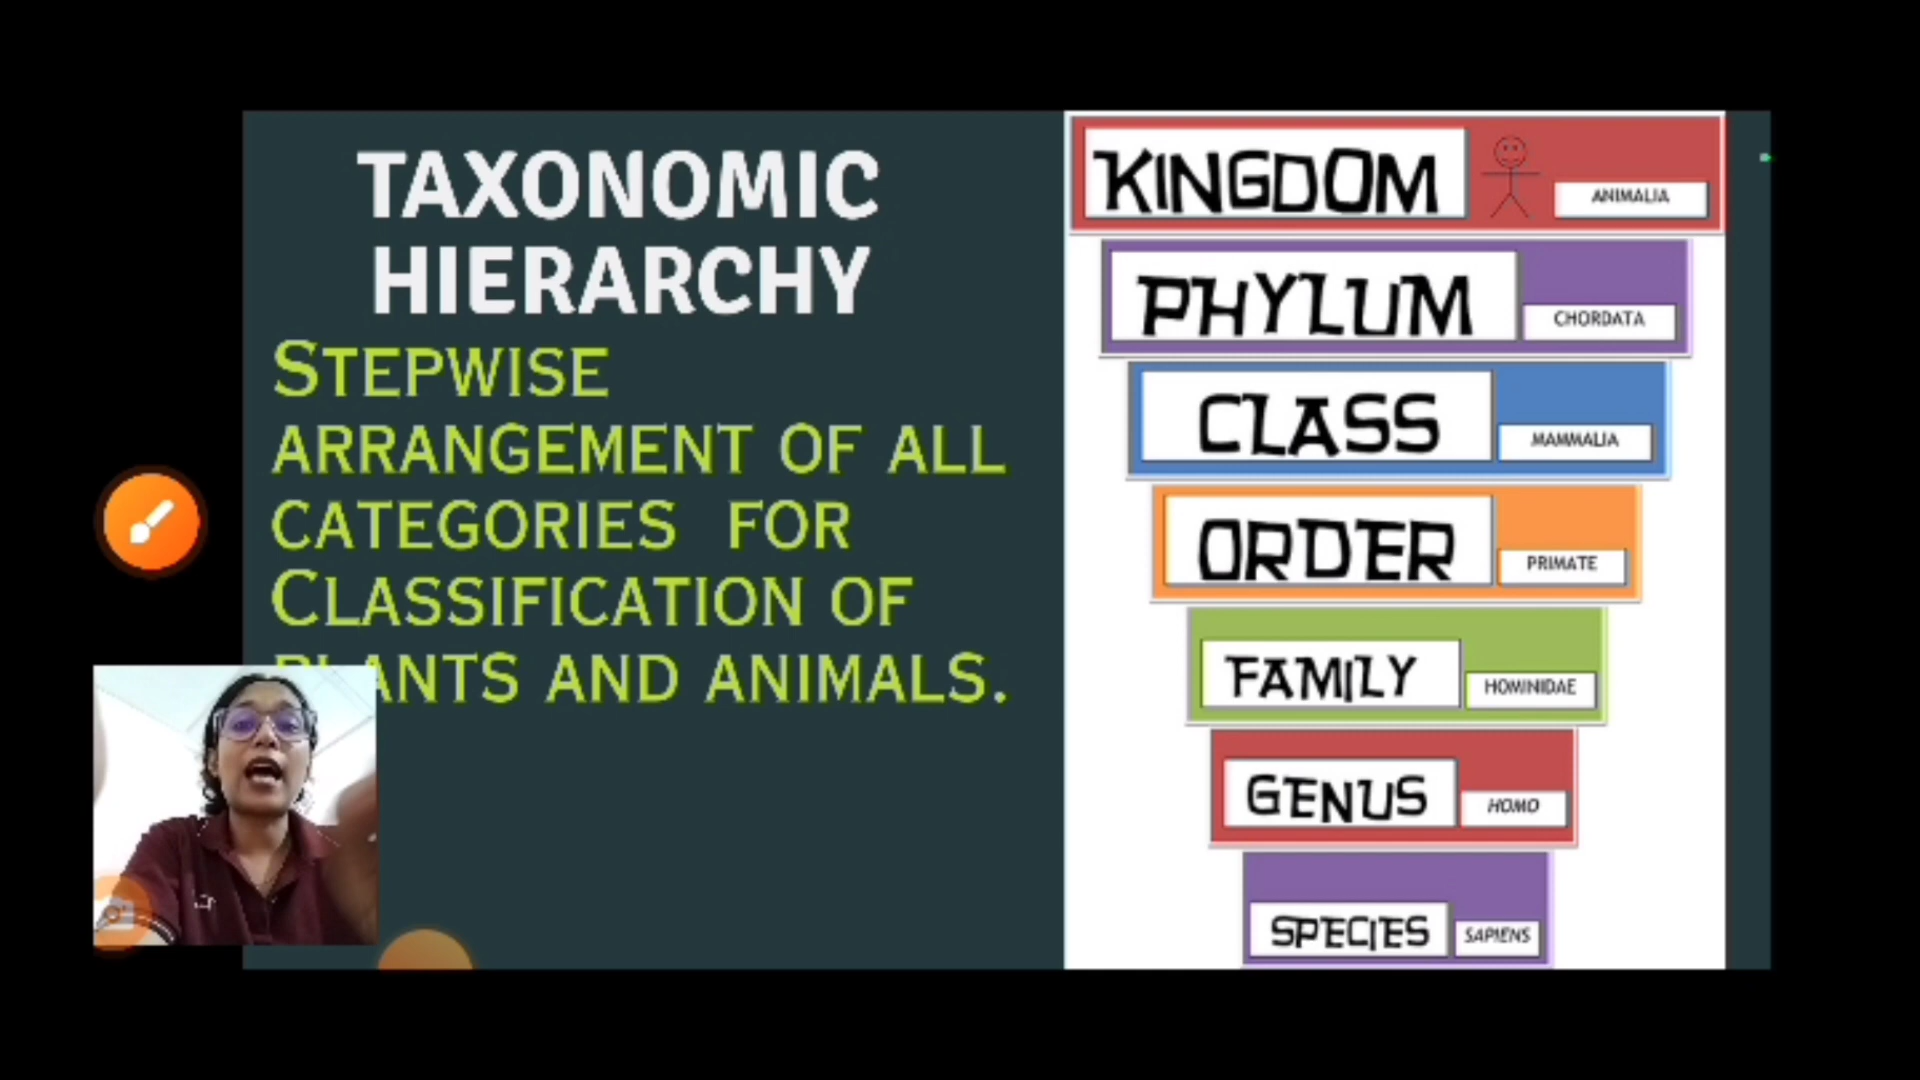 TAXONOMIC
HIERARCHY
STEPWISE
ARRANGEMENT OF ALL
CATEGORIES FOR
CLASSIFICATION OF
ANTS AND ANIMALS.
KINGDOM
ANIMALIA
PHYLUM
CHORDATA
CLASS
MAMMALIA
ORDER
PRIMATE
FAMILY
HOMINIDAE
GENUS
HOMO
SPECIES
SAPIENS